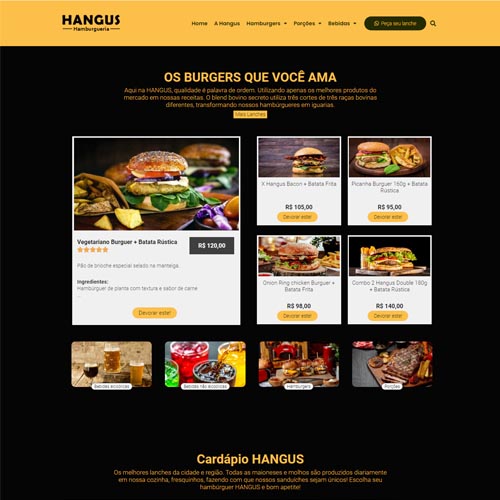 HANGUS
Hamburgueria
Home
A Hangus
Hamburgers
Porções
Bebidas
Peça seu lanche
OS BURGERS QUE VOCÊ AMA
Aqui na HANGUS, qualidade é palavra de ordem. Utilizando apenas os melhores produtos do
mercado em nossas receitas. O blend bovino secreto utiliza três cortes de três raças bovinas
diferentes, transformando nossos hambúrgueres em iguarias.
Mais Lanches
Vegetariano Burguer + Batata Rústica
R$ 120,00
Pão de brioche especial selado na manteiga.
Ingredientes:
Hambúrguer de planta com textura e sabor de carne
Devorar este!
X Hangus Bacon + Batata Frita
R$ 105,00
Devorar este!
Picanha Burguer 160g + Batata
Rústica
R$ 95,00
Devorar este!
Onion Ring chicken Burguer +
Batata Frita
R$ 98,00
Devorar este!
Combo 2 Hangus Double 180g
+ Batata Rústica
R$ 140,00
Devorar este!
Bebidas alcoólicas
Bebidas não alcoólicas
Hamburgers
Porções
Cardápio HANGUS
Os melhores lanches da cidade e região. Todas as maioneses e molhos são produzidos diariamente
em nossa cozinha, fresquinhos, fazendo com que nossos sanduíches sejam únicos! Escolha seu
hambúrguer HANGUS e bom apetite!